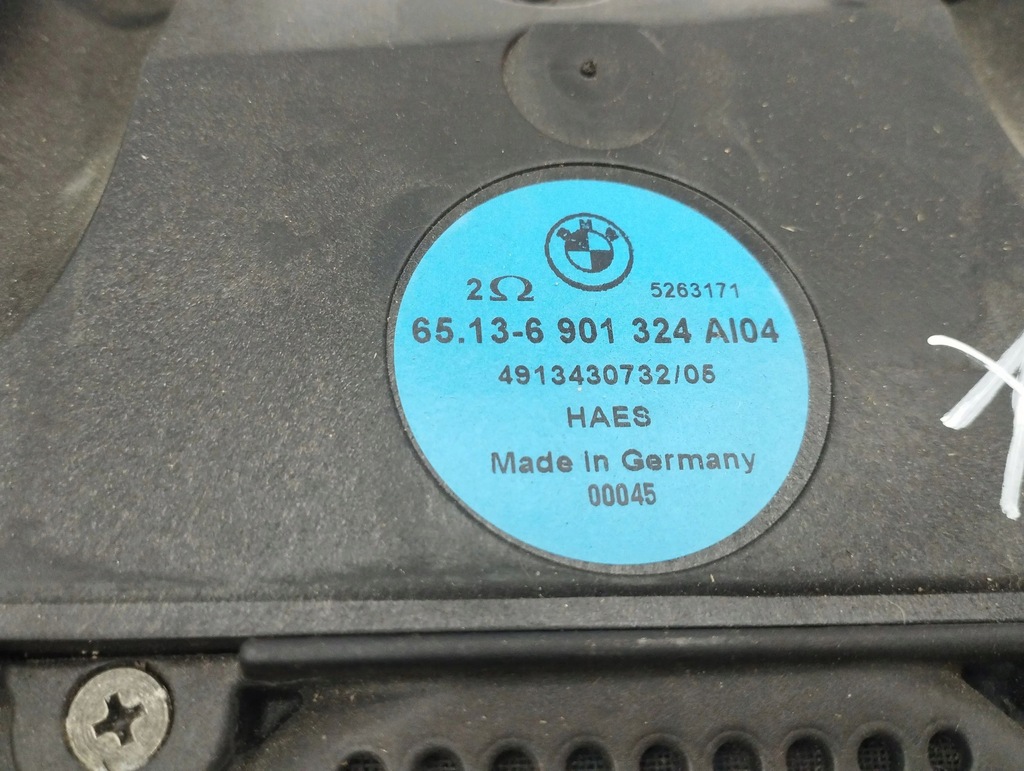 BMW
2Ω 5263171
65.13-6 901 324 AI04
4913430732/05
HAES
Made In Germany
00045